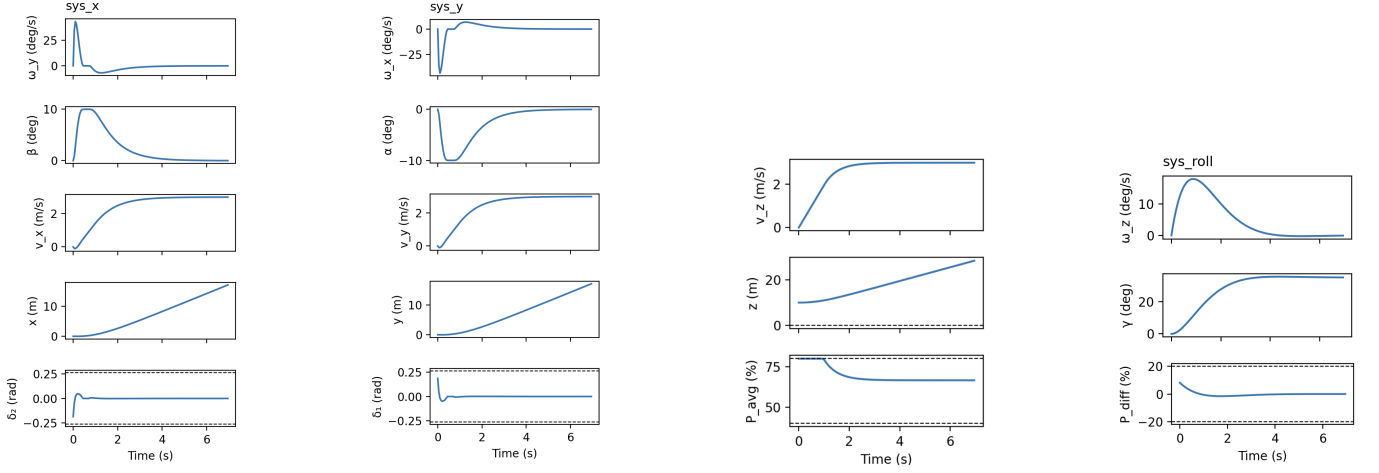 sys_x
ω_y (deg/s)
25
0
β (deg)
10
0
v_x (m/s)
2
0
x (m)
10
0
δ₂ (rad)
0.25
0.00
−0.25
0
2
4
6
Time (s)
sys_y
ω_x (deg/s)
0
−25
α (deg)
0
−10
v_y (m/s)
2
0
y (m)
10
0
δ₁ (rad)
0.25
0.00
−0.25
0
2
4
6
Time (s)
v_z (m/s)
2
0
z (m)
20
0
P_avg (%)
75
50
0
2
4
6
Time (s)
sys_roll
ω_z (deg/s)
10
0
γ (deg)
20
0
P_diff (%)
20
0
−20
0
2
4
6
Time (s)